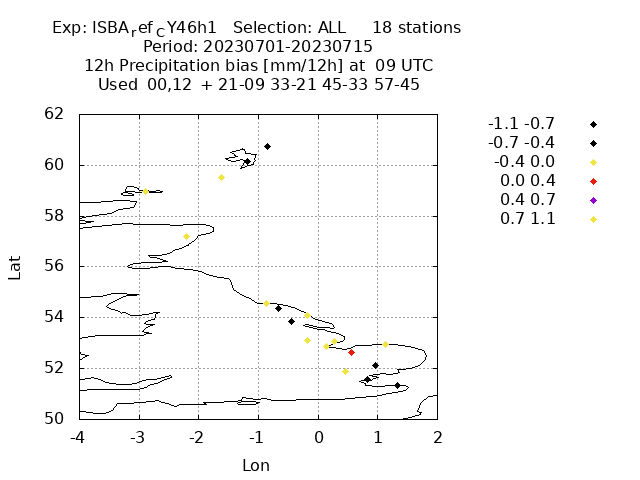 Exp: ISBA_ref_CY46h1 Selection: ALL 18 stations
Period: 20230701-20230715
12h Precipitation bias [mm/12h] at 09 UTC
Used 00,12 + 21-09 33-21 45-33 57-45
62
60
58
56
54
52
50
Lat
-4 -3 -2 -1 0 1 2
Lon
-1.1 -0.7
-0.7 -0.4
-0.4 0.0
0.0 0.4
0.4 0.7
0.7 1.1